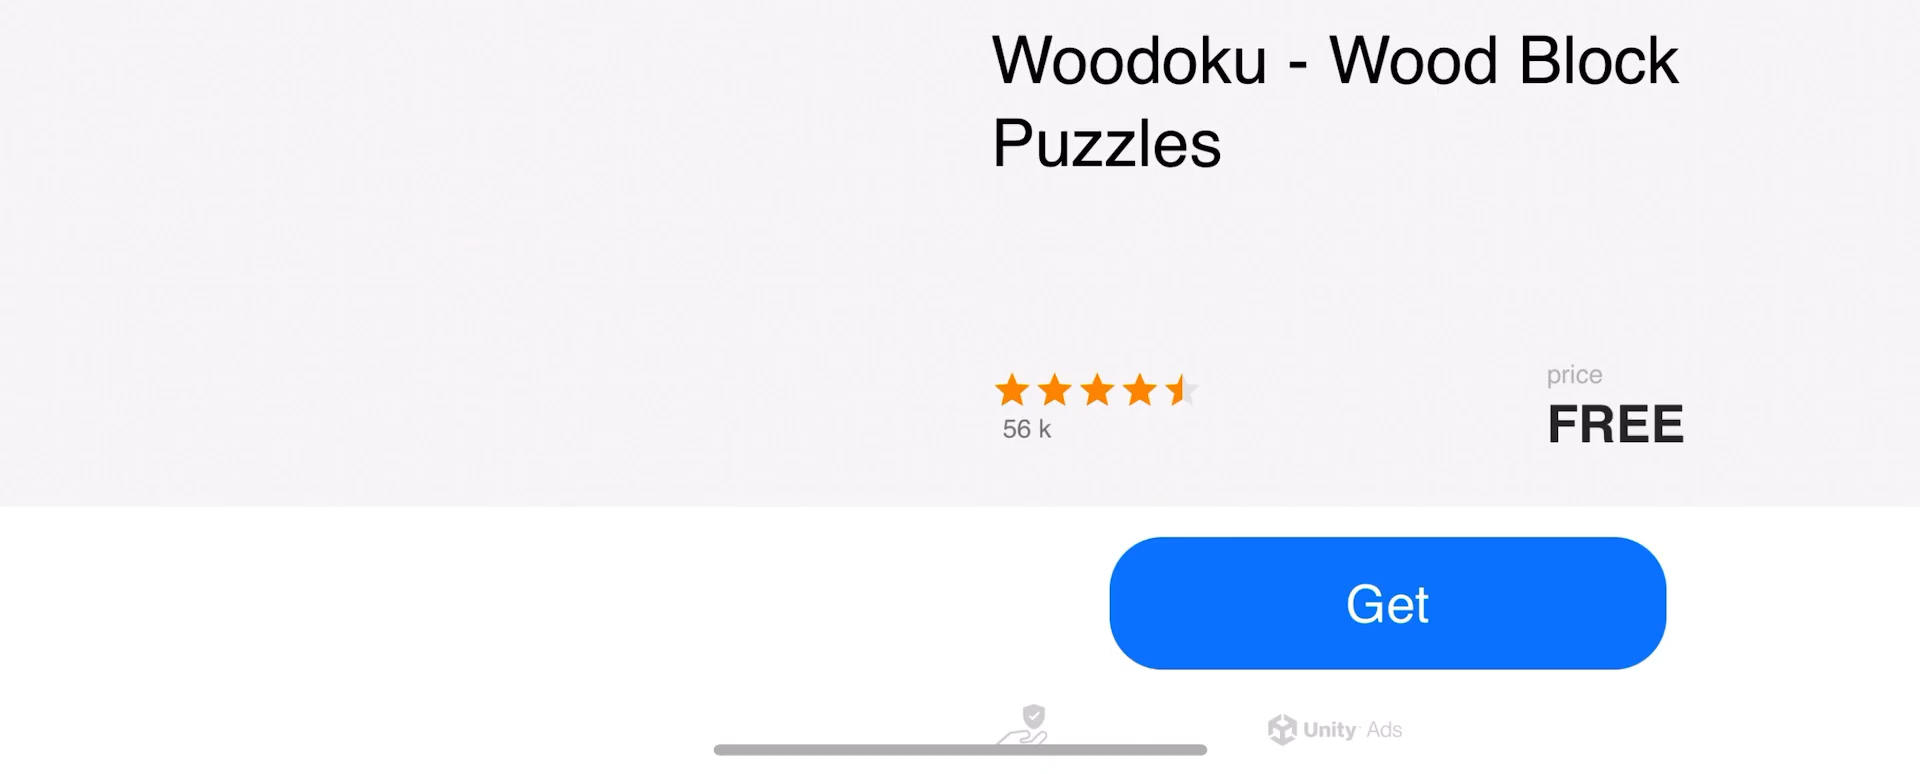 Woodoku - Wood Block
Puzzles
56 k
price
FREE
Get
Unity Ads